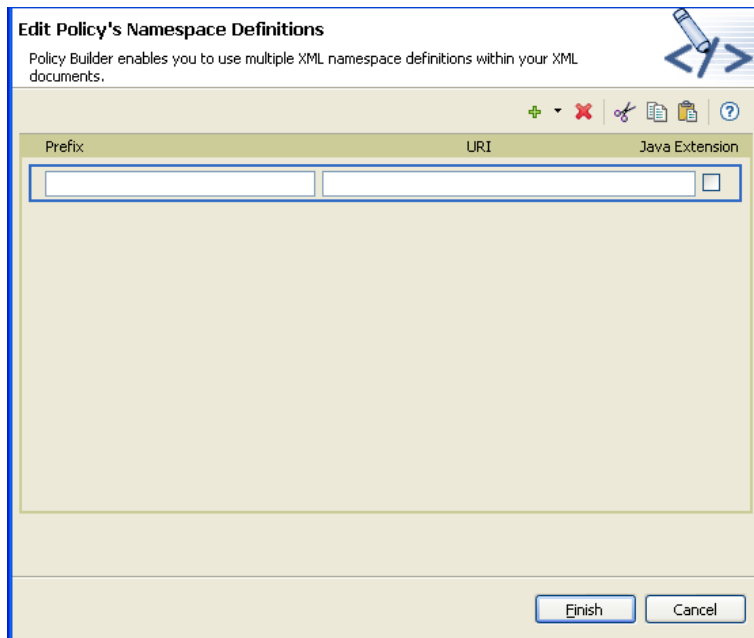 Edit Policy's Namespace Definitions
Policy Builder enables you to use multiple XML namespace definitions within your XML
documents.
Prefix URI Java Extension
Finish Cancel